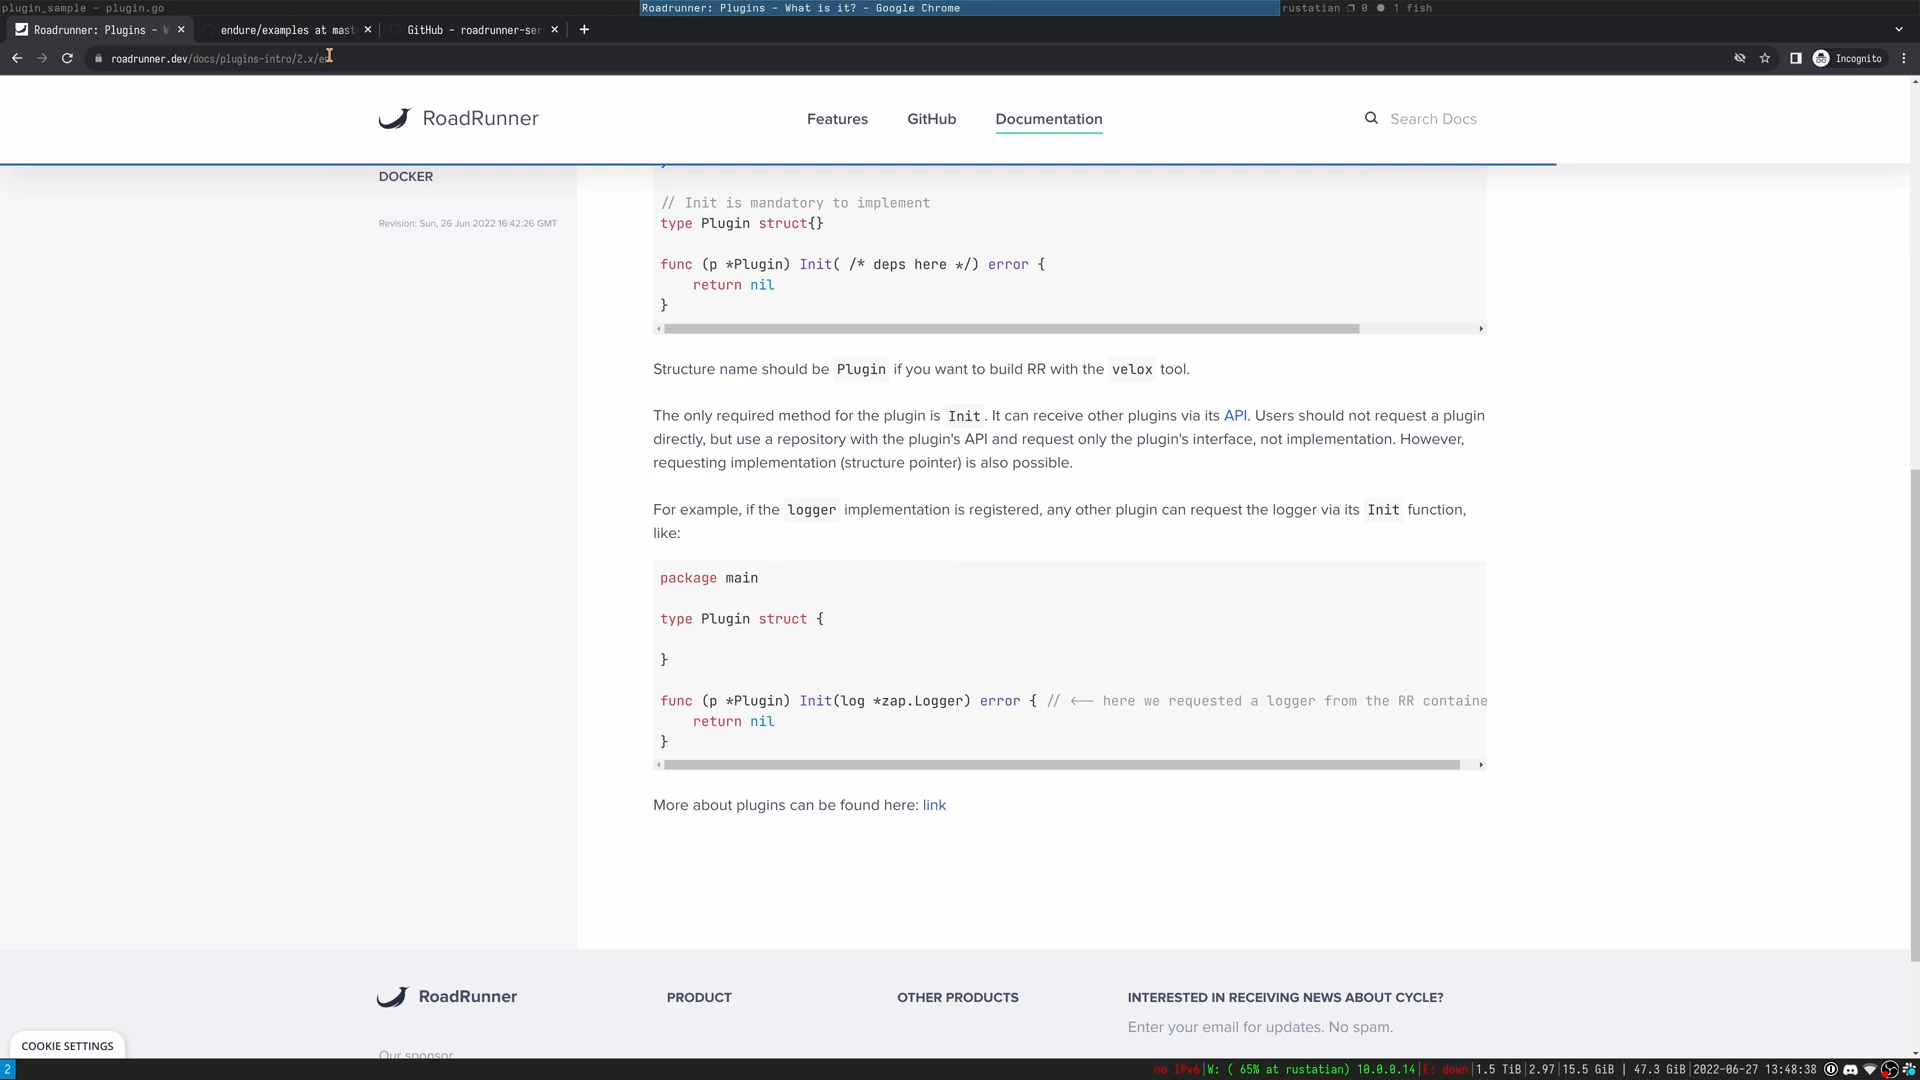 plugin_sample – plugin.go
Roadrunner: Plugins – What is it? – Google Chrome
rustatian 0 1 fish
Roadrunner: Plugins –
endure/examples at mast
GitHub – roadrunner-ser
roadrunner.dev/docs/plugins-intro/2.x/en
Incognito
RoadRunner
Features
GitHub
Documentation
Search Docs
DOCKER
Revision: Sun, 26 Jun 2022 16:42:26 GMT
// Init is mandatory to implement
type Plugin struct{}
func (p *Plugin) Init( /* deps here */) error {
return nil
}
Structure name should be Plugin if you want to build RR with the velox tool.
The only required method for the plugin is Init. It can receive other plugins via its API. Users should not request a plugin
directly, but use a repository with the plugin's API and request only the plugin's interface, not implementation. However,
requesting implementation (structure pointer) is also possible.
For example, if the logger implementation is registered, any other plugin can request the logger via its Init function,
like:
package main
type Plugin struct {
}
func (p *Plugin) Init(log *zap.Logger) error { // <-- here we requested a logger from the RR containe
return nil
}
More about plugins can be found here: link
RoadRunner
PRODUCT
OTHER PRODUCTS
INTERESTED IN RECEIVING NEWS ABOUT CYCLE?
Enter your email for updates. No spam.
COOKIE SETTINGS
Our sponsor
2
no IPv6|W: ( 65% at rustatian) 10.0.0.14|E: down|1.5 TiB|2.97|15.5 GiB | 47.3 GiB|2022-06-27 13:48:38